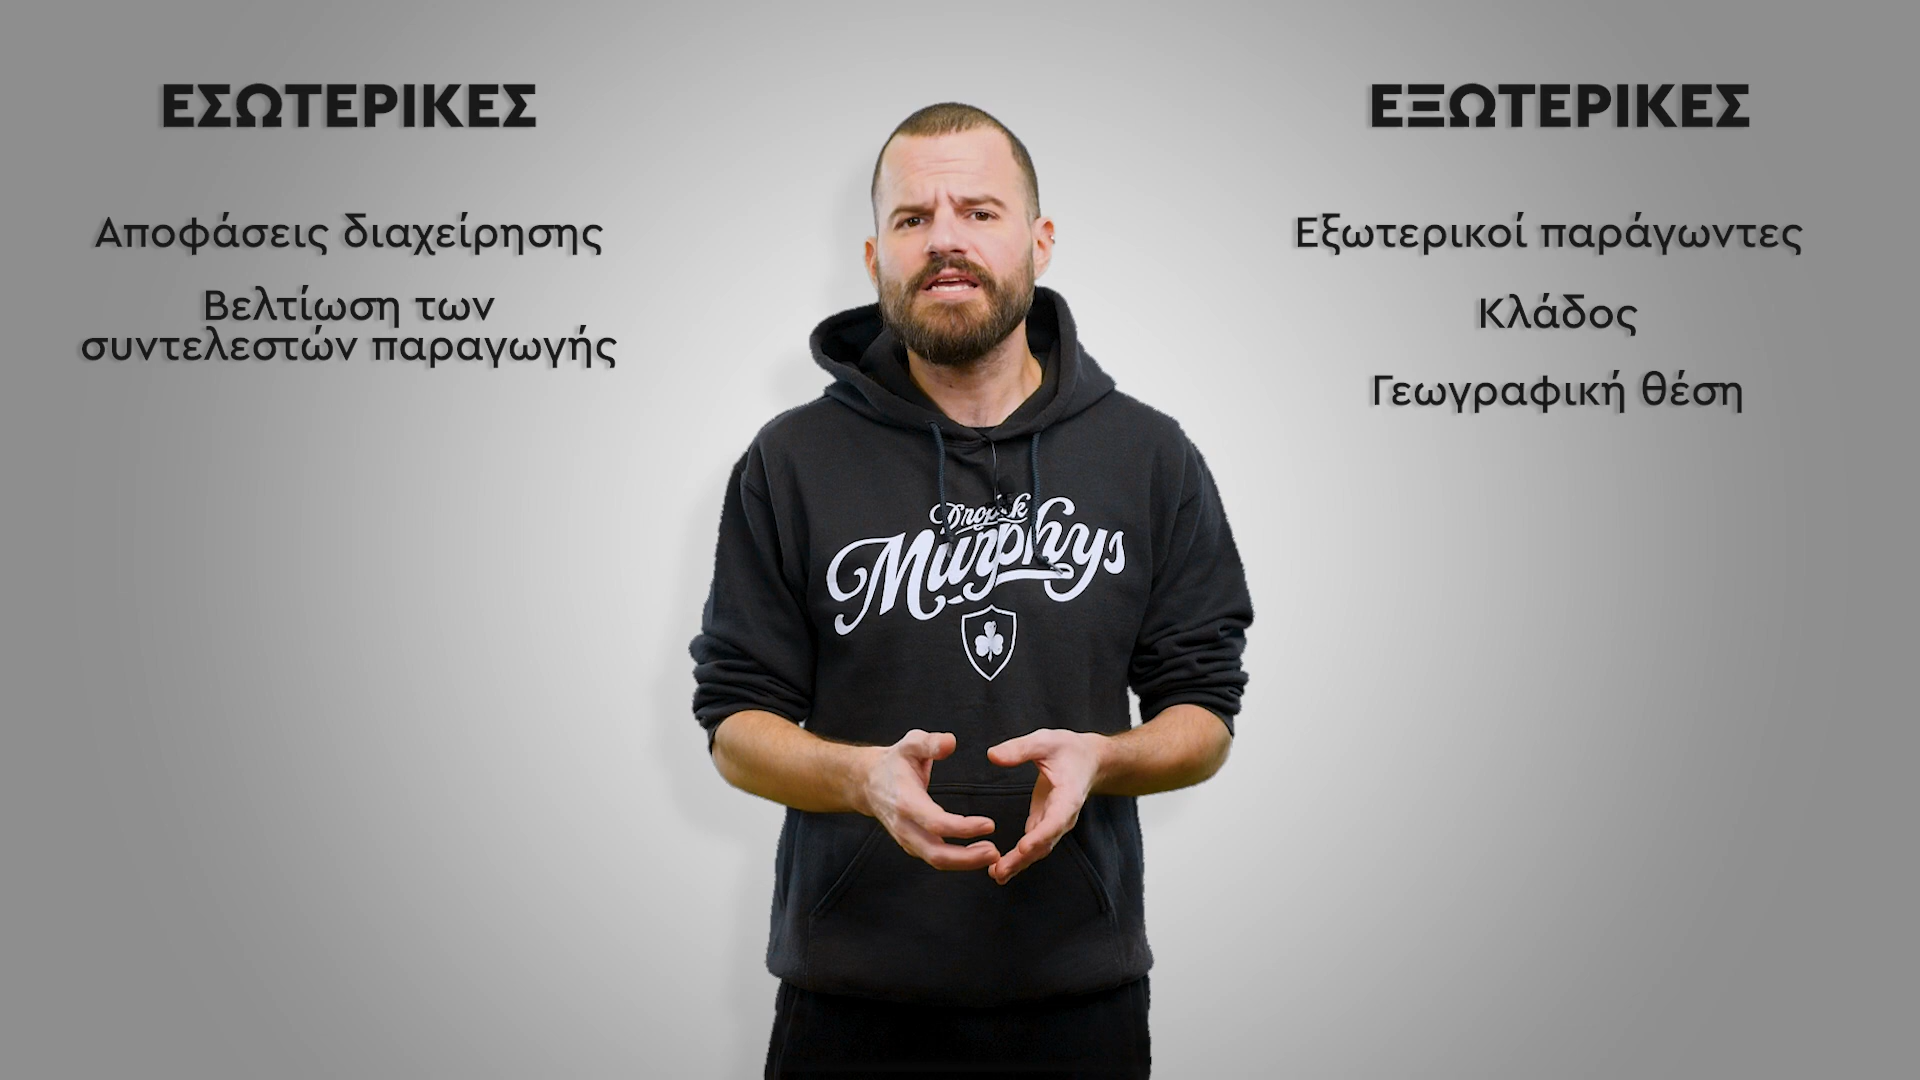 ΕΣΩΤΕΡΙΚΕΣ
Αποφάσεις διαχείρησης
Βελτίωση των
συντελεστών παραγωγής
ΕΞΩΤΕΡΙΚΕΣ
Εξωτερικοί παράγωντες
Κλάδος
Γεωγραφική θέση
Murphys